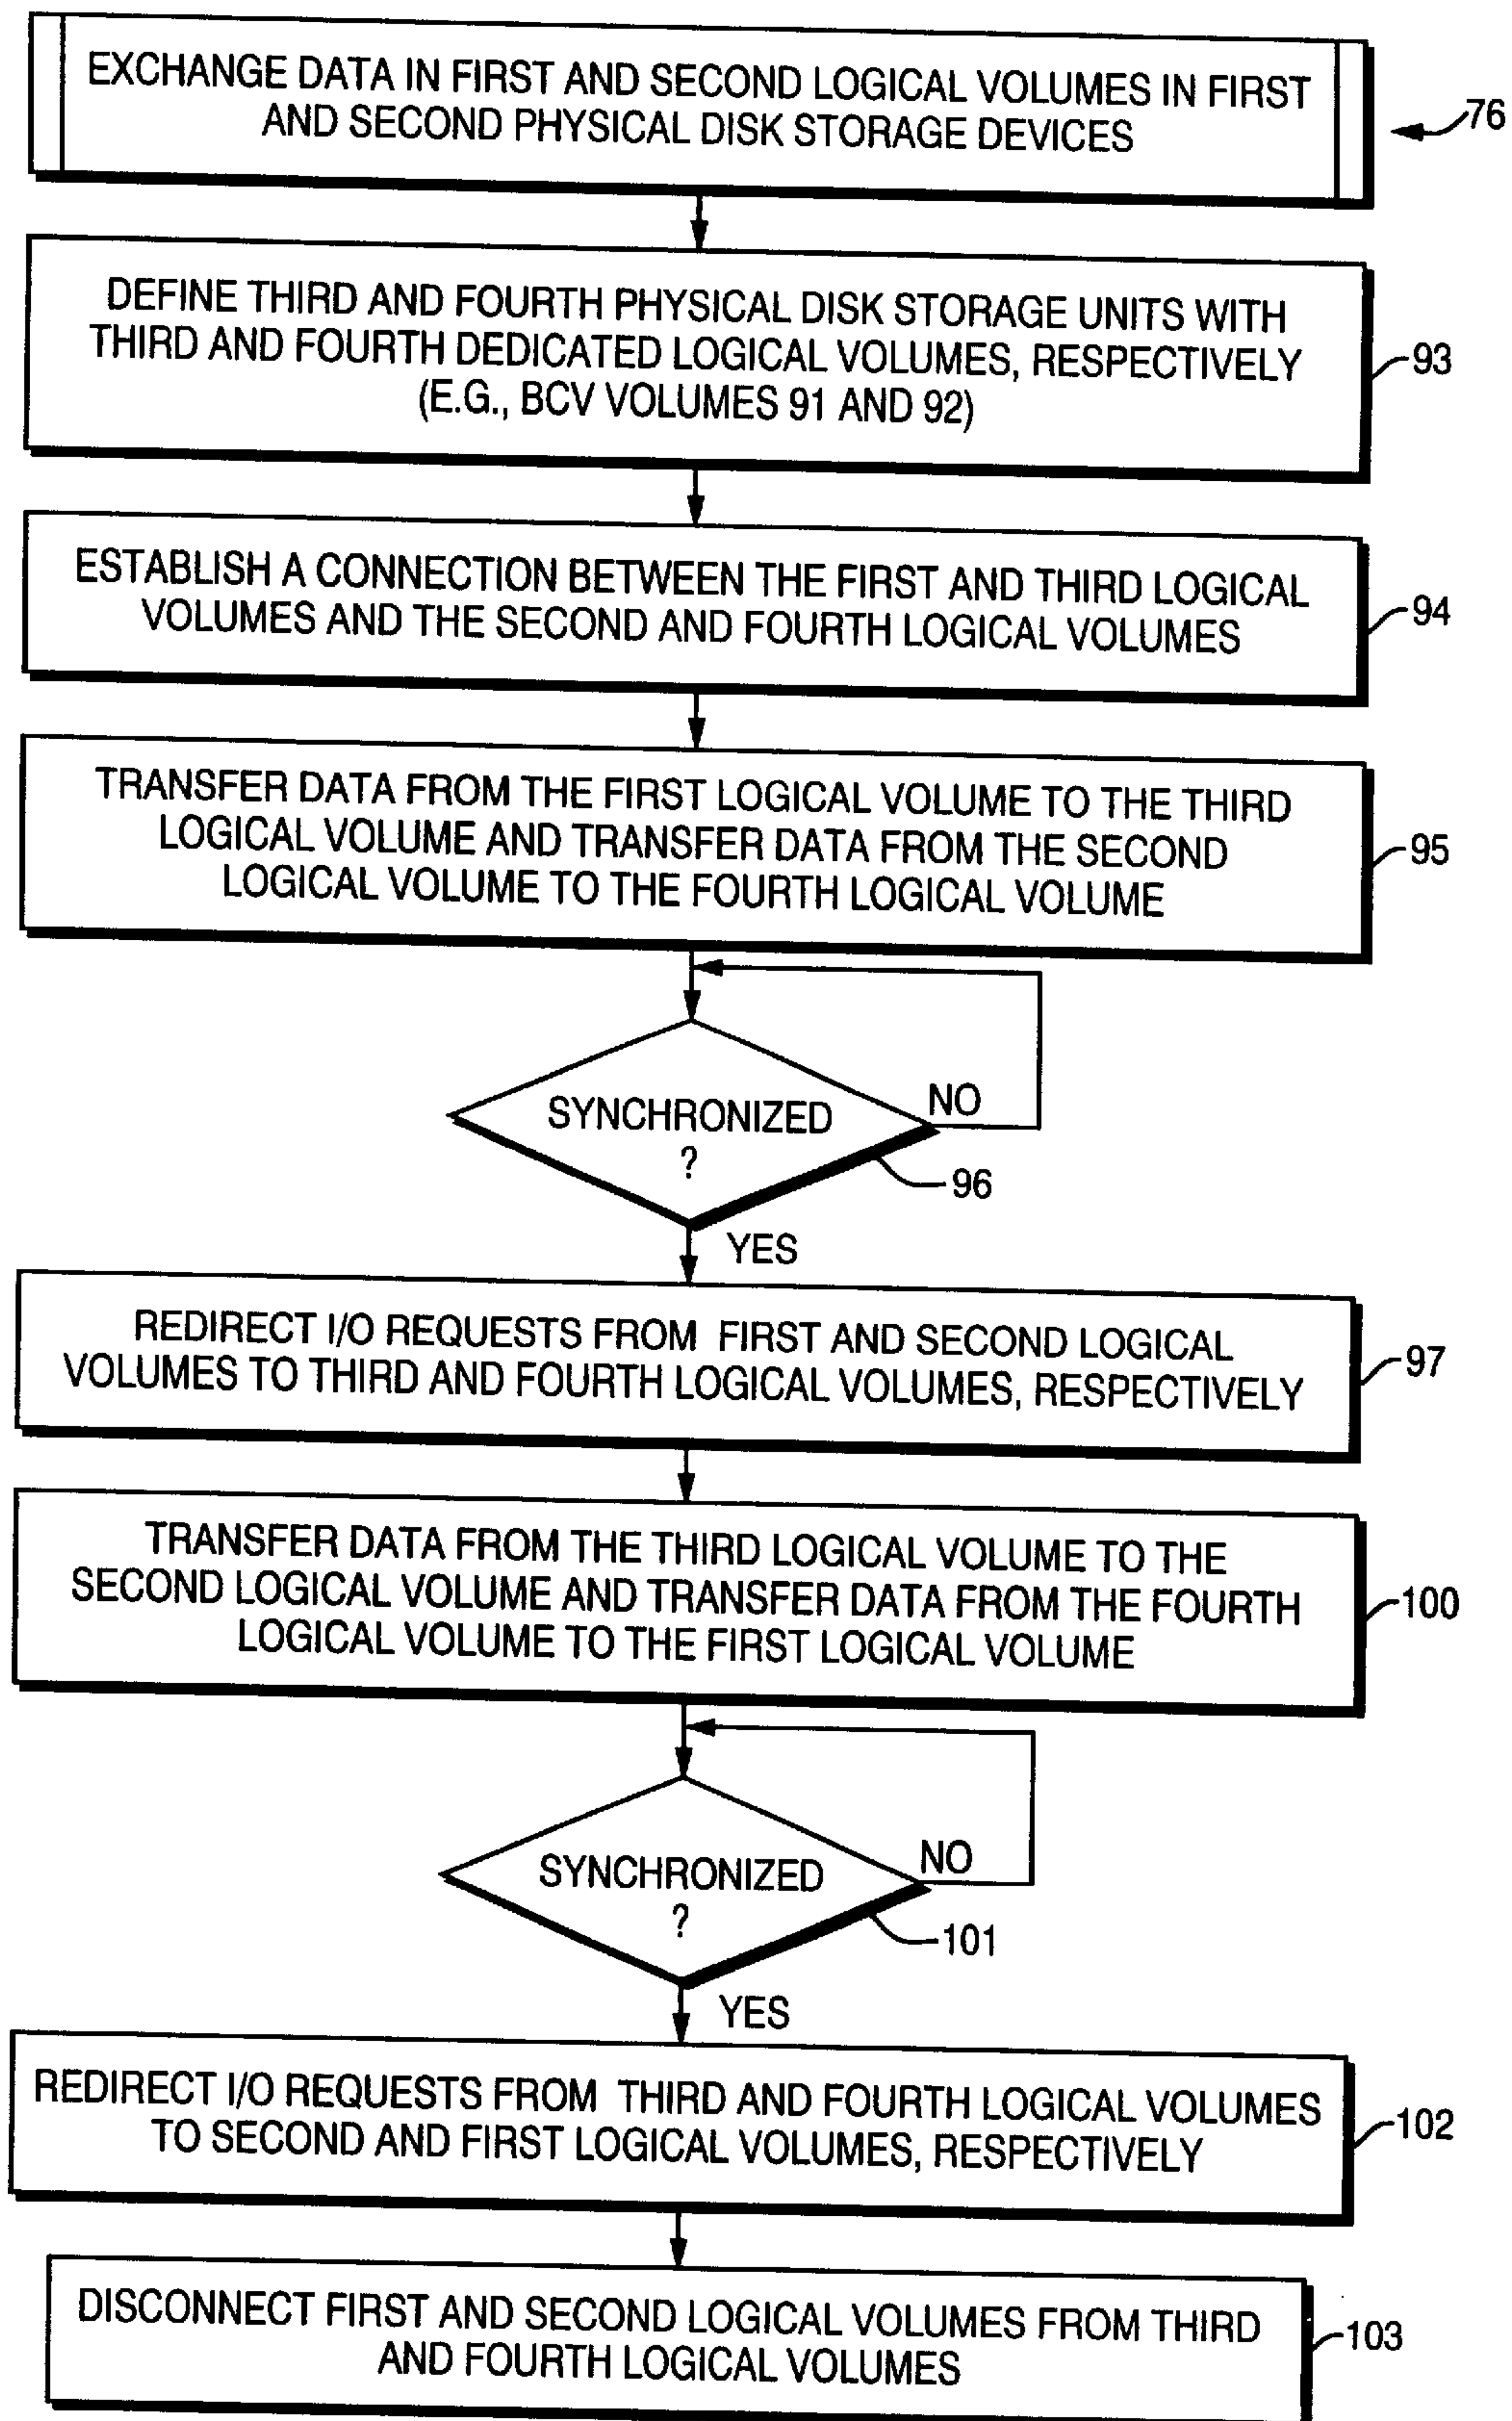 EXCHANGE DATA IN FIRST AND SECOND LOGICAL VOLUMES IN FIRST
AND SECOND PHYSICAL DISK STORAGE DEVICES
76
DEFINE THIRD AND FOURTH PHYSICAL DISK STORAGE UNITS WITH
THIRD AND FOURTH DEDICATED LOGICAL VOLUMES, RESPECTIVELY
(E.G., BCV VOLUMES 91 AND 92)
93
ESTABLISH A CONNECTION BETWEEN THE FIRST AND THIRD LOGICAL
VOLUMES AND THE SECOND AND FOURTH LOGICAL VOLUMES
94
TRANSFER DATA FROM THE FIRST LOGICAL VOLUME TO THE THIRD
LOGICAL VOLUME AND TRANSFER DATA FROM THE SECOND
LOGICAL VOLUME TO THE FOURTH LOGICAL VOLUME
95
SYNCHRONIZED
?
NO
96
YES
REDIRECT I/O REQUESTS FROM FIRST AND SECOND LOGICAL
VOLUMES TO THIRD AND FOURTH LOGICAL VOLUMES, RESPECTIVELY
97
TRANSFER DATA FROM THE THIRD LOGICAL VOLUME TO THE
SECOND LOGICAL VOLUME AND TRANSFER DATA FROM THE FOURTH
LOGICAL VOLUME TO THE FIRST LOGICAL VOLUME
100
SYNCHRONIZED
?
NO
101
YES
REDIRECT I/O REQUESTS FROM THIRD AND FOURTH LOGICAL VOLUMES
TO SECOND AND FIRST LOGICAL VOLUMES, RESPECTIVELY
102
DISCONNECT FIRST AND SECOND LOGICAL VOLUMES FROM THIRD
AND FOURTH LOGICAL VOLUMES
103